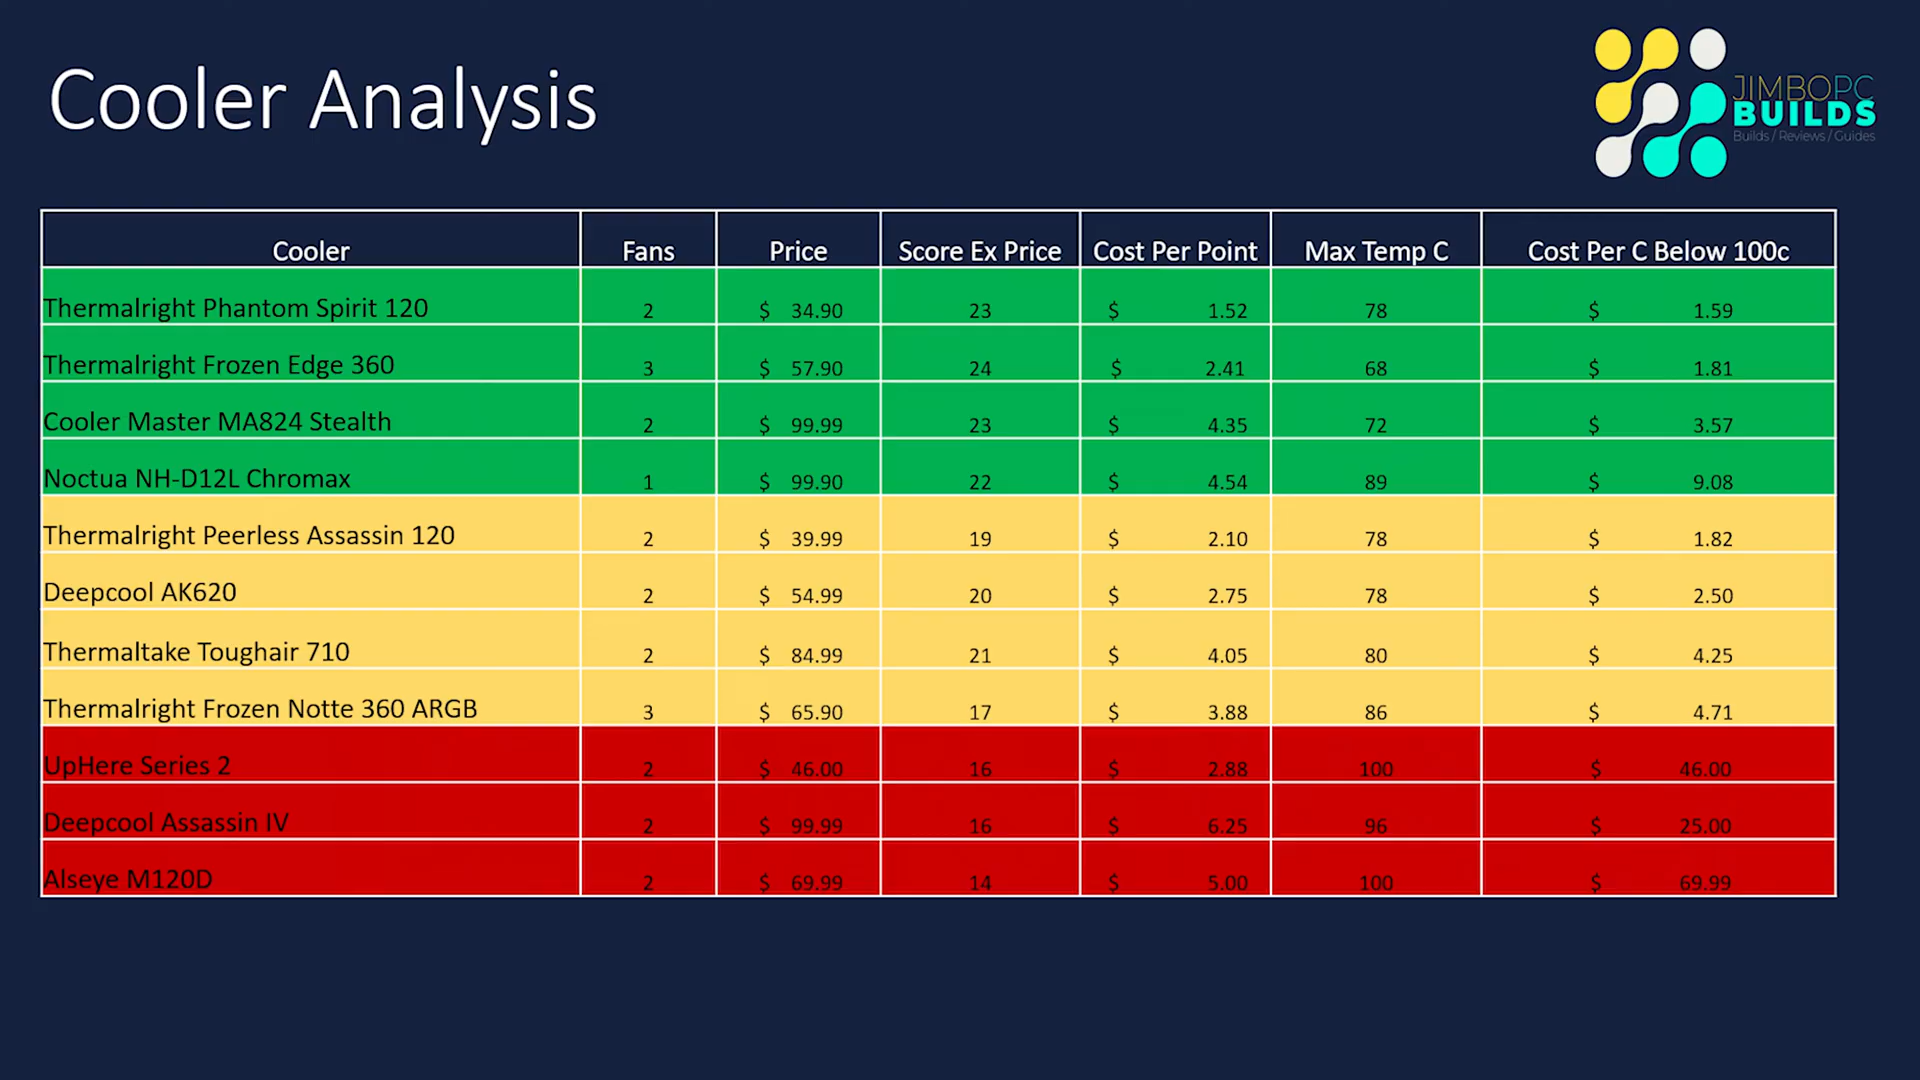 Cooler Analysis
JIMBOPC
BUILDS
Builds / Reviews / Guides
Cooler Fans Price Score Ex Price Cost Per Point Max Temp C Cost Per C Below 100c
Thermalright Phantom Spirit 120 2 $ 34.90 23 $ 1.52 78 $ 1.59
Thermalright Frozen Edge 360 3 $ 57.90 24 $ 2.41 68 $ 1.81
Cooler Master MA824 Stealth 2 $ 99.99 23 $ 4.35 72 $ 3.57
Noctua NH-D12L Chromax 1 $ 99.90 22 $ 4.54 89 $ 9.08
Thermalright Peerless Assassin 120 2 $ 39.99 19 $ 2.10 78 $ 1.82
Deepcool AK620 2 $ 54.99 20 $ 2.75 78 $ 2.50
Thermaltake Toughair 710 2 $ 84.99 21 $ 4.05 80 $ 4.25
Thermalright Frozen Notte 360 ARGB 3 $ 65.90 17 $ 3.88 86 $ 4.71
UpHere Series 2 2 $ 46.00 16 $ 2.88 100 $ 46.00
Deepcool Assassin IV 2 $ 99.99 16 $ 6.25 96 $ 25.00
Alseye M120D 2 $ 69.99 14 $ 5.00 100 $ 69.99